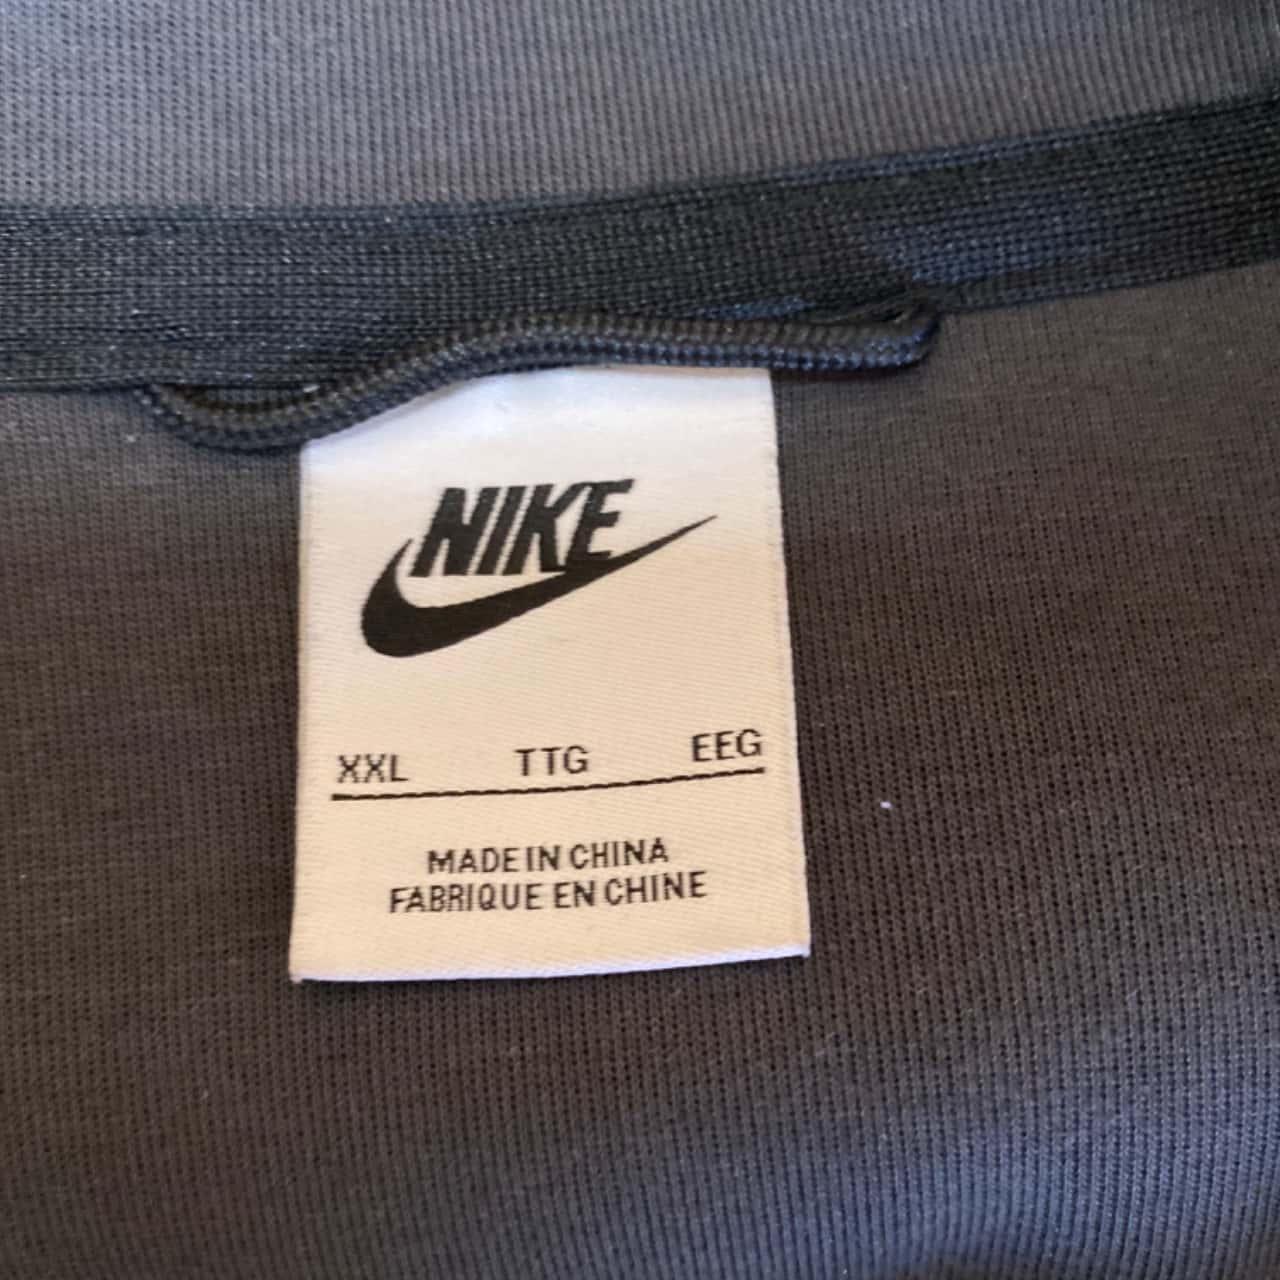 NIKE
XXL TTG EEG
MADE IN CHINA
FABRIQUE EN CHINE